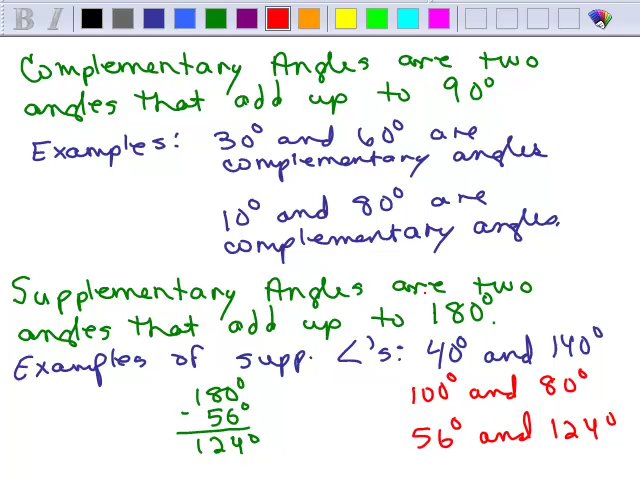 B I
Complementary Angles are two
angles that add up to 90°
Examples: 30° and 60° are
complementary angles
10° and 80° are
complementary angles.
Supplementary Angles are two
angles that add up to 180°.
Examples of supp. ∠'s: 40° and 140°
180° 100° and 80°
- 56° 56° and 124°
124°